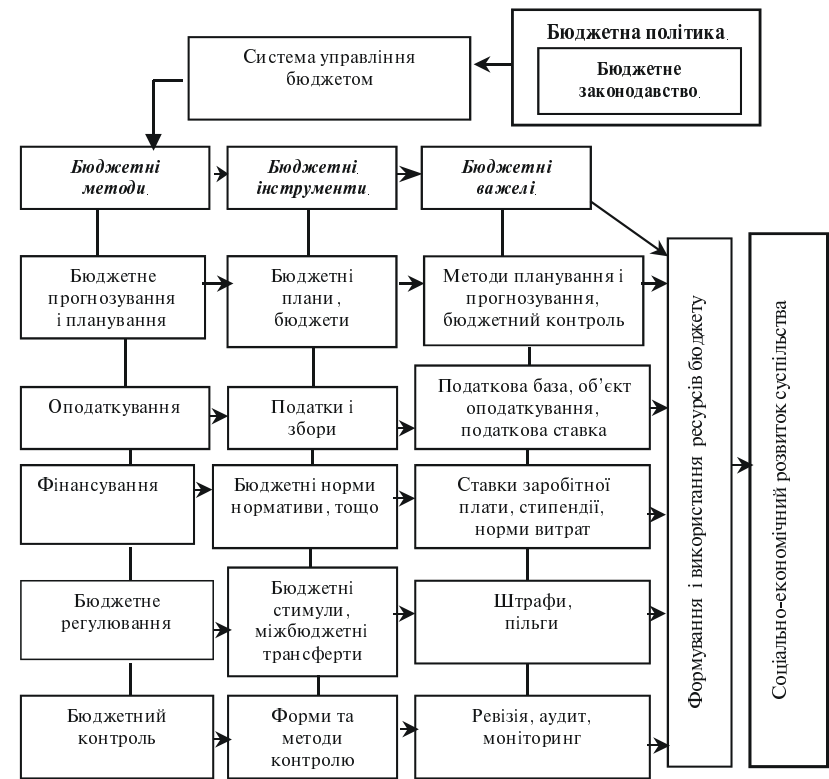 Бюджетна політика.
Бюджетне
законодавство.
Система управління
бюджетом
Бюджетні
методи.
Бюджетні.
інструменти.
Бюджетні
важелі.
Бюджетне
прогнозування
і планування
Бюджетні
плани,
бюджети
Методи планування і
прогнозування,
бюджетний контроль
Оподаткування
Податки і
збори
Податкова база, об’єкт
оподаткування,
податкова ставка
Фінансування
Бюджетні норми
нормативи, тощо
Ставки заробітної
плати, стипендії,
норми витрат
Бюджетне
регулювання
Бюджетні
стимули,
міжбюджетні
трансферти
Штрафи,
пільги
Бюджетний
контроль
Форми та
методи
контролю
Ревізія, аудит,
моніторинг
Формування і використання ресурсів бюджету
Соціально-економічний розвиток суспільства